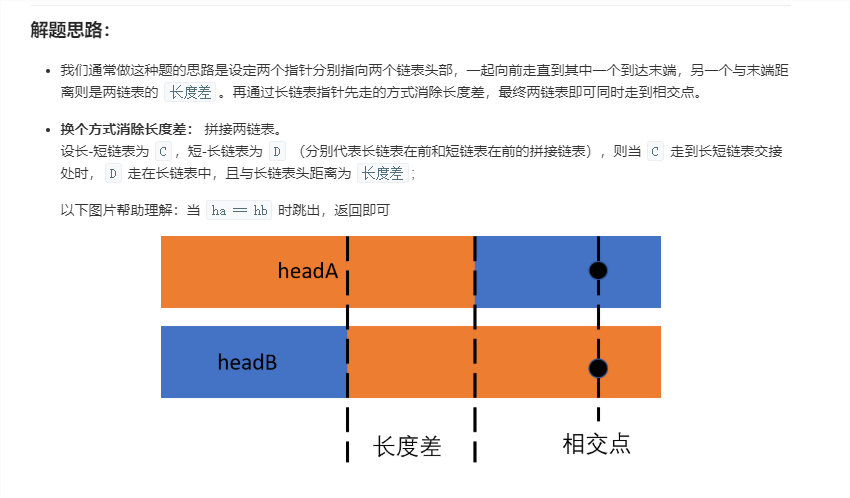 解题思路：
• 我们通常做这种题的思路是设定两个指针分别指向两个链表头部，一起向前走直到其中一个到达末端，另一个与末端距
离则是两链表的 长度差 。再通过长链表指针先走的方式消除长度差，最终两链表即可同时走到相交点。
• 换个方式消除长度差： 拼接两链表。
设长-短链表为 C ，短-长链表为 D （分别代表长链表在前和短链表在前的拼接链表），则当 C 走到长短链表交接
处时， D 走在长链表中，且与长链表头距离为 长度差 ;
以下图片帮助理解：当 ha == hb 时跳出，返回即可
headA
headB
长度差
相交点